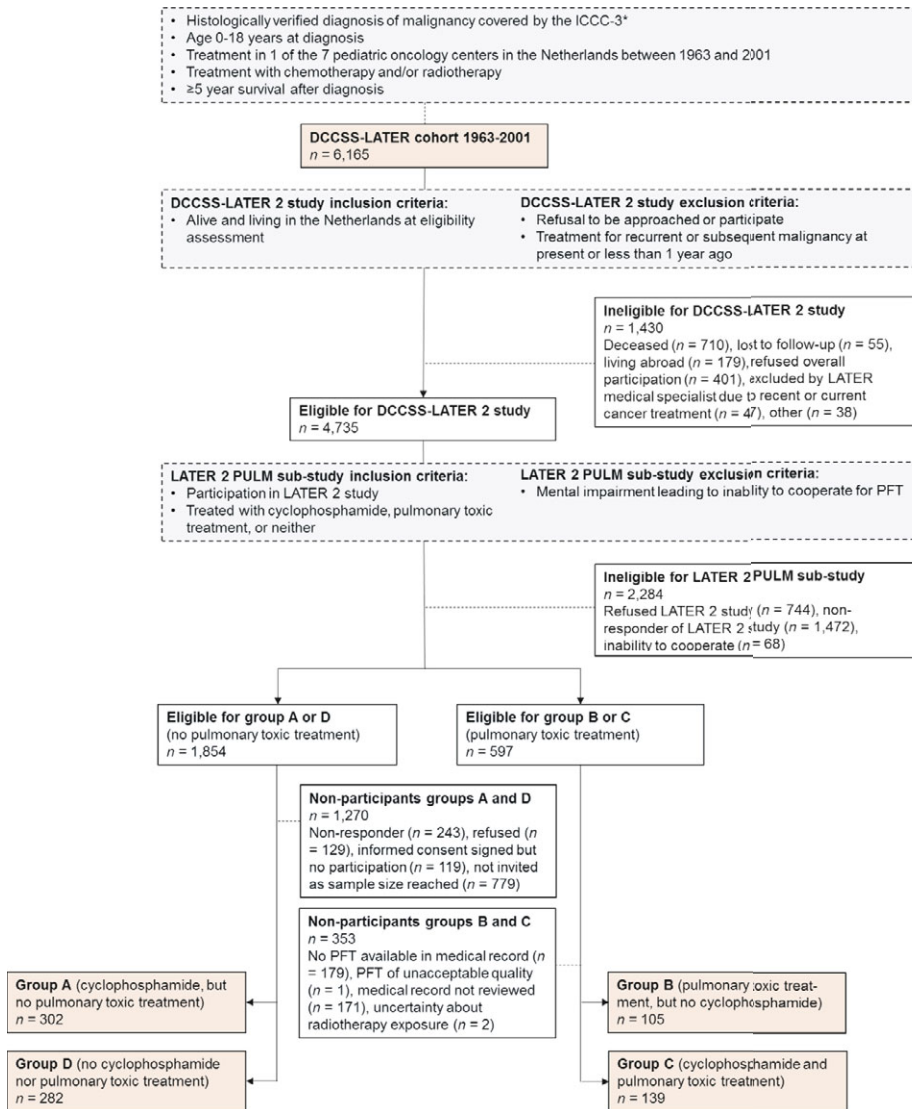 • Histologically verified diagnosis of malignancy covered by the ICCC-3*
• Age 0-18 years at diagnosis
• Treatment in 1 of the 7 pediatric oncology centers in the Netherlands between 1963 and 2001
• Treatment with chemotherapy and/or radiotherapy
• ≥5 year survival after diagnosis
DCCSS-LATER cohort 1963-2001
n = 6,165
DCCSS-LATER 2 study inclusion criteria:
• Alive and living in the Netherlands at eligibility
assessment
DCCSS-LATER 2 study exclusion criteria:
• Refusal to be approached or participate
• Treatment for recurrent or subsequent malignancy at
present or less than 1 year ago
Ineligible for DCCSS-LATER 2 study
n = 1,430
Deceased (n = 710), lost to follow-up (n = 55),
living abroad (n = 179), refused overall
participation (n = 401), excluded by LATER
medical specialist due to recent or current
cancer treatment (n = 47), other (n = 38)
Eligible for DCCSS-LATER 2 study
n = 4,735
LATER 2 PULM sub-study inclusion criteria:
• Participation in LATER 2 study
• Treated with cyclophosphamide, pulmonary toxic
treatment, or neither
LATER 2 PULM sub-study exclusion criteria:
• Mental impairment leading to inability to cooperate for PFT
Ineligible for LATER 2 PULM sub-study
n = 2,284
Refused LATER 2 study (n = 744), non-
responder of LATER 2 study (n = 1,472),
inability to cooperate (n = 68)
Eligible for group A or D
(no pulmonary toxic treatment)
n = 1,854
Eligible for group B or C
(pulmonary toxic treatment)
n = 597
Non-participants groups A and D
n = 1,270
Non-responder (n = 243), refused (n
= 129), informed consent signed but
no participation (n = 119), not invited
as sample size reached (n = 779)
Non-participants groups B and C
n = 353
No PFT available in medical record (n
= 179), PFT of unacceptable quality
(n = 1), medical record not reviewed
(n = 171), uncertainty about
radiotherapy exposure (n = 2)
Group A (cyclophosphamide, but
no pulmonary toxic treatment)
n = 302
Group B (pulmonary toxic treat-
ment, but no cyclophosphamide)
n = 105
Group D (no cyclophosphamide
nor pulmonary toxic treatment)
n = 282
Group C (cyclophosphamide and
pulmonary toxic treatment)
n = 139